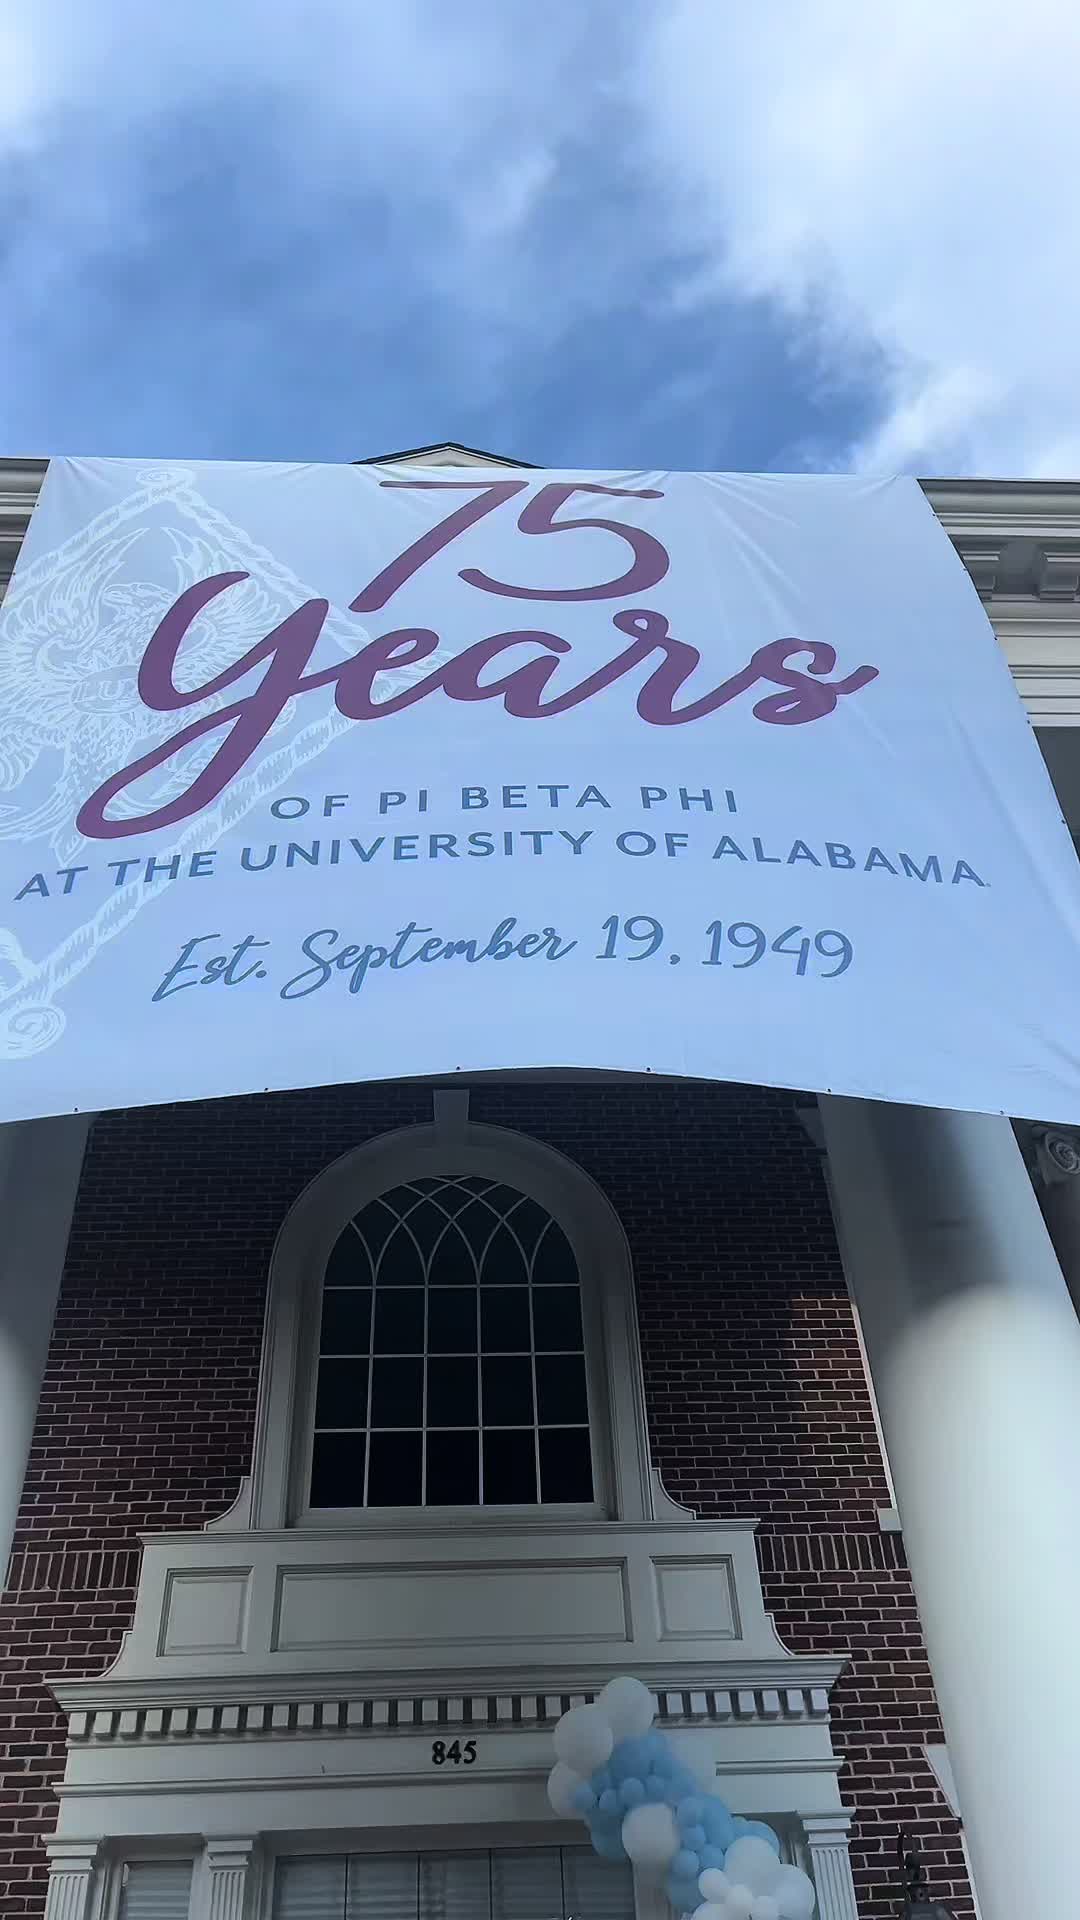 75
Years
OF PI BETA PHI
AT THE UNIVERSITY OF ALABAMA
Est. September 19, 1949
845